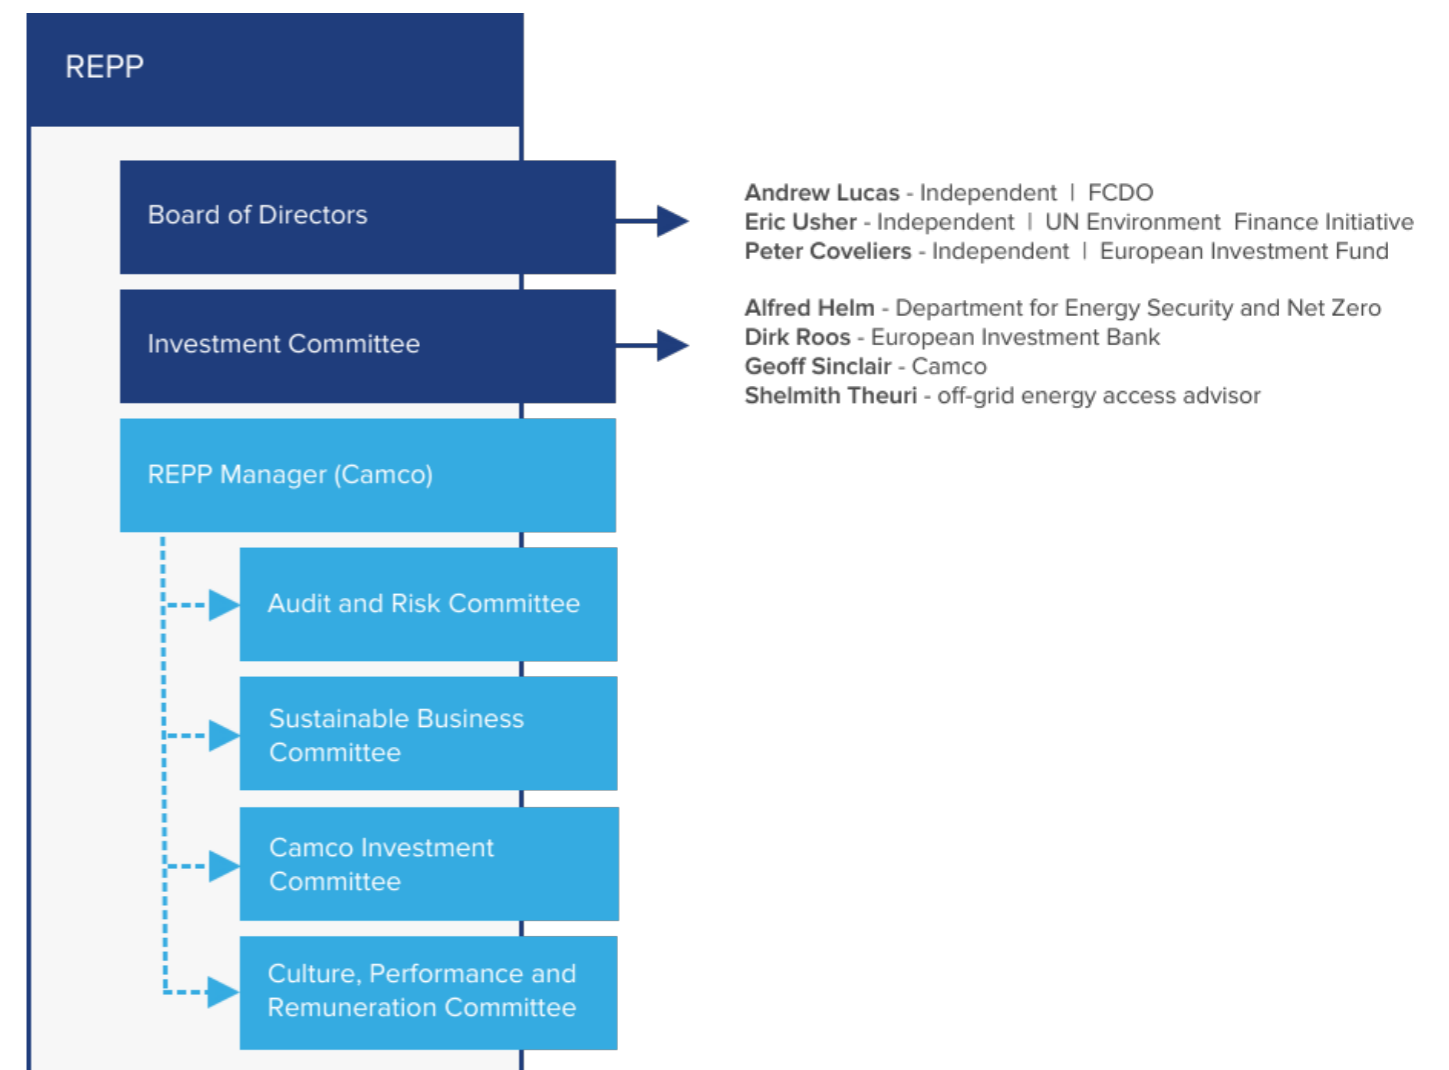 REPP
Board of Directors
Andrew Lucas - Independent | FCDO
Eric Usher - Independent | UN Environment Finance Initiative
Peter Coveliers - Independent | European Investment Fund
Investment Committee
Alfred Helm - Department for Energy Security and Net Zero
Dirk Roos - European Investment Bank
Geoff Sinclair - Camco
Shelmith Theuri - off-grid energy access advisor
REPP Manager (Camco)
Audit and Risk Committee
Sustainable Business
Committee
Camco Investment
Committee
Culture, Performance and
Remuneration Committee